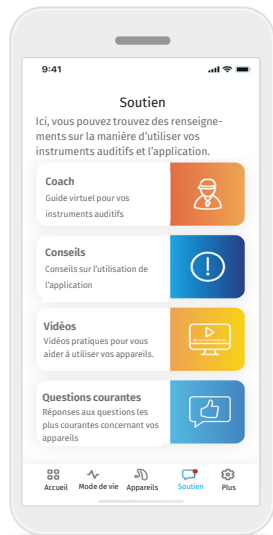 9:41
Soutien
Ici, vous pouvez trouvez des renseigne-
ments sur la manière d'utiliser vos
instruments auditifs et l'application.
Coach
Guide virtuel pour vos
instruments auditifs
Conseils
Conseils sur l'utilisation de
l'application
Vidéos
Vidéos pratiques pour vous
aider à utiliser vos appareils.
Questions courantes
Réponses aux questions les
plus courantes concernant vos
appareils
Accueil Mode de vie Appareils Soutien Plus